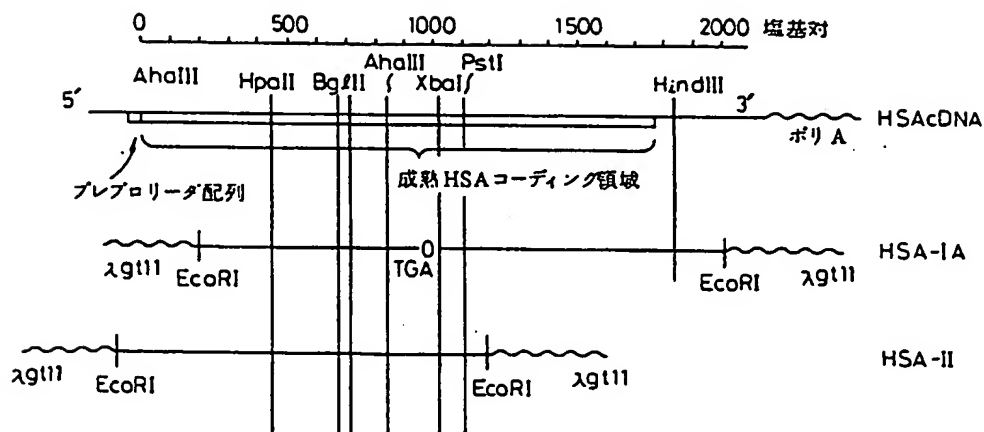 0 500 1000 1500 2000 塩基対
AhaIII PstI
AhaIII HpaII BglII XbaI HindIII
5′ 3′ HSAcDNA
ポリA
プレプロリーダ配列 成熟HSAコーディング領域
HSA-IA
λgt11 EcoRI TGA EcoRI λgt11
HSA-II
λgt11 EcoRI EcoRI λgt11